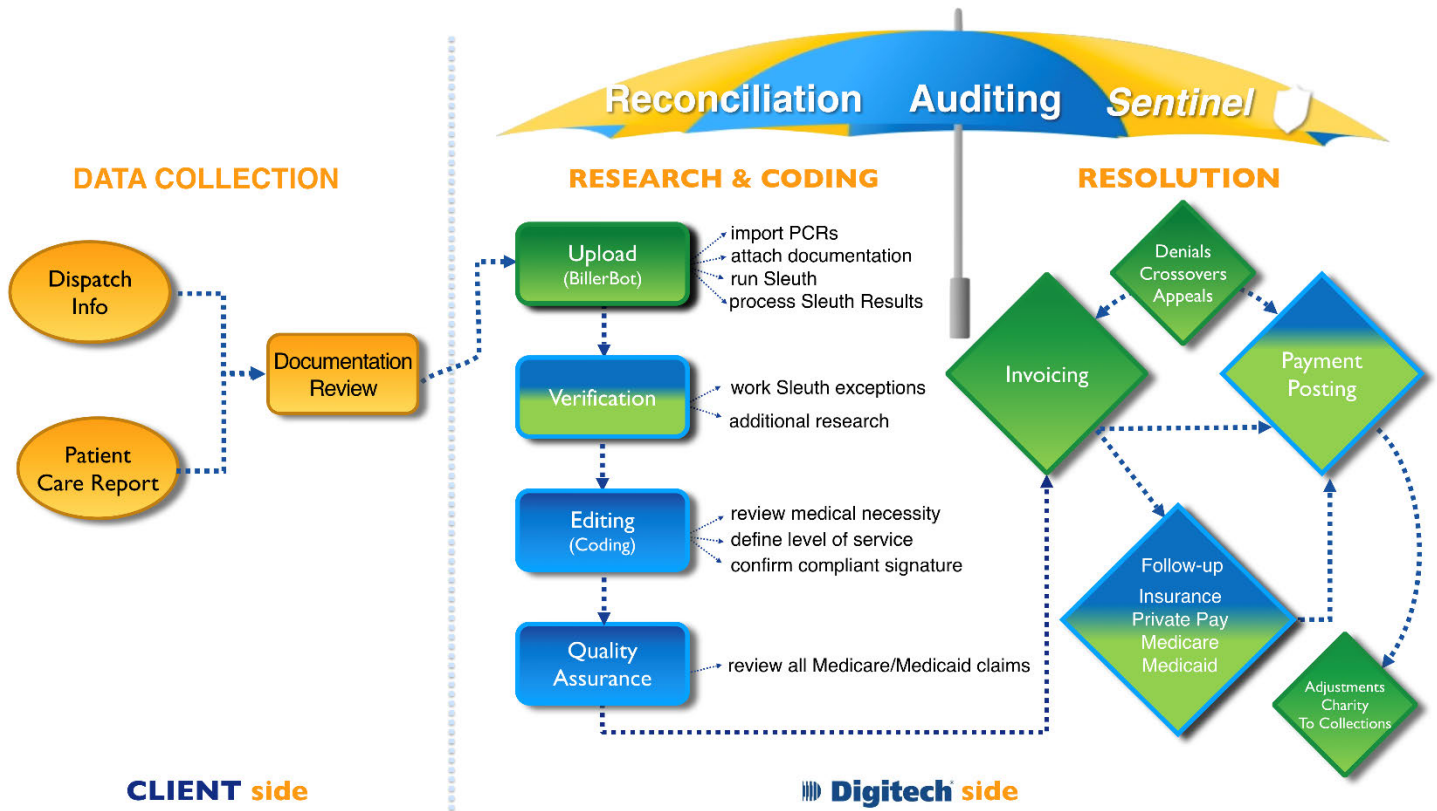 Reconciliation Auditing Sentinel
DATA COLLECTION
Dispatch
Info
Patient
Care Report
Documentation
Review
RESEARCH & CODING
Upload
(BillerBot)
import PCRs
attach documentation
run Sleuth
process Sleuth Results
Verification
work Sleuth exceptions
additional research
Editing
(Coding)
review medical necessity
define level of service
confirm compliant signature
Quality
Assurance
review all Medicare/Medicaid claims
RESOLUTION
Denials
Crossovers
Appeals
Invoicing
Payment
Posting
Follow-up
Insurance
Private Pay
Medicare
Medicaid
Adjustments
Charity
To Collections
CLIENT side
Digitech side